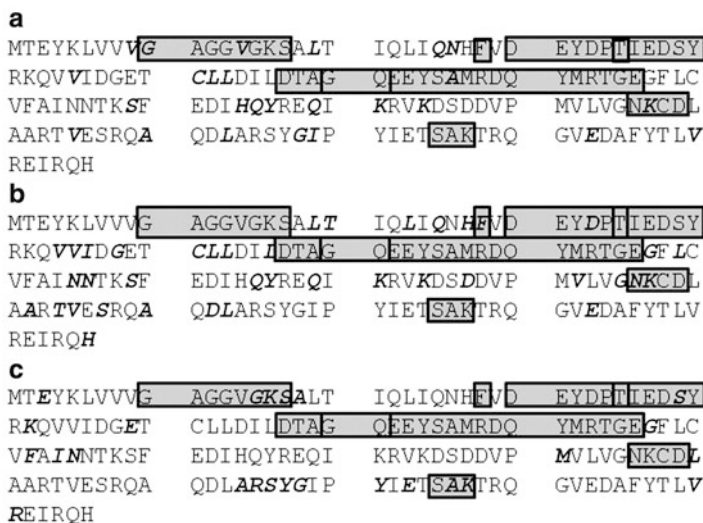 a
MTEYKLVVVG AGGVGKSALT IQLIQNHFVD EYDPTIEDSY
RKQVVIDGET CLLDILDTAG QEEYSAMRDQ YMRTGEGFLC
VFAINNTKSF EDIHQYREQI KRVKDSDDVP MVLVGNKCDL
AARTVESRQA QDLARSYGIP YIETSAKTRQ GVEDAFYTLV
REIRQH
b
MTEYKLVVVG AGGVGKSALT IQLIQNHFVD EYDPTIEDSY
RKQVVIDGET CLLDILDTAG QEEYSAMRDQ YMRTGEGFLC
VFAINNTKSF EDIHQYREQI KRVKDSDDVP MVLVGNKCDL
AARTVESRQA QDLARSYGIP YIETSAKTRQ GVEDAFYTLV
REIRQH
c
MTEYKLVVVG AGGVGKSALT IQLIQNHFVD EYDPTIEDSY
RKQVVIDGET CLLDILDTAG QEEYSAMRDQ YMRTGEGFLC
VFAINNTKSF EDIHQYREQI KRVKDSDDVP MVLVGNKCDL
AARTVESRQA QDLARSYGIP YIETSAKTRQ GVEDAFYTLV
REIRQH